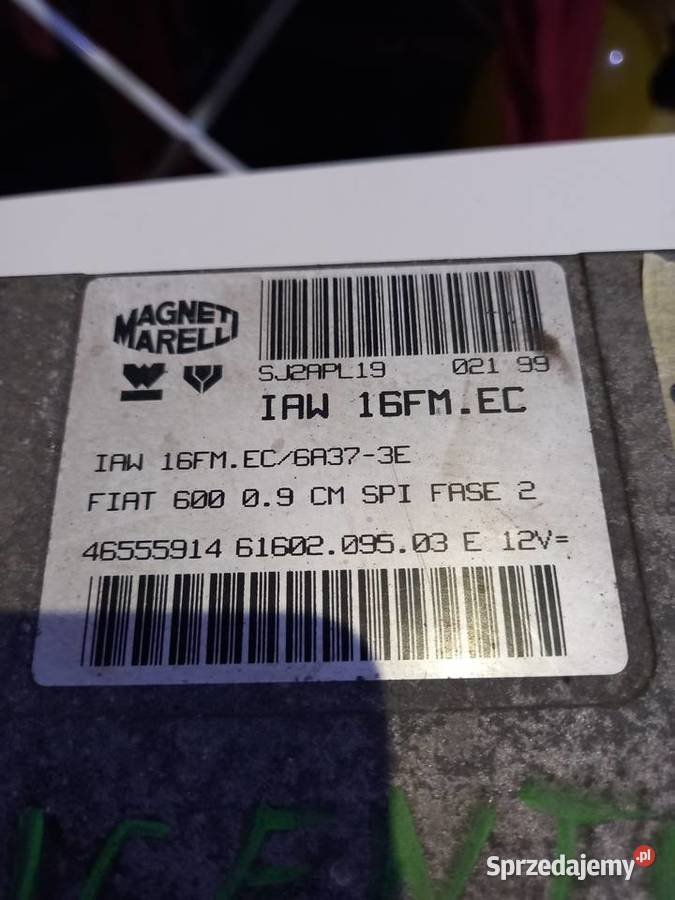 MAGNETI
MARELLI
SJ2APL19 021 99
IAW 16FM.EC
IAW 16FM.EC/6A37-3E
FIAT 600 0.9 CM SPI FASE 2
46555914 61602.095.03 E 12V=
Sprzedajemy.pl